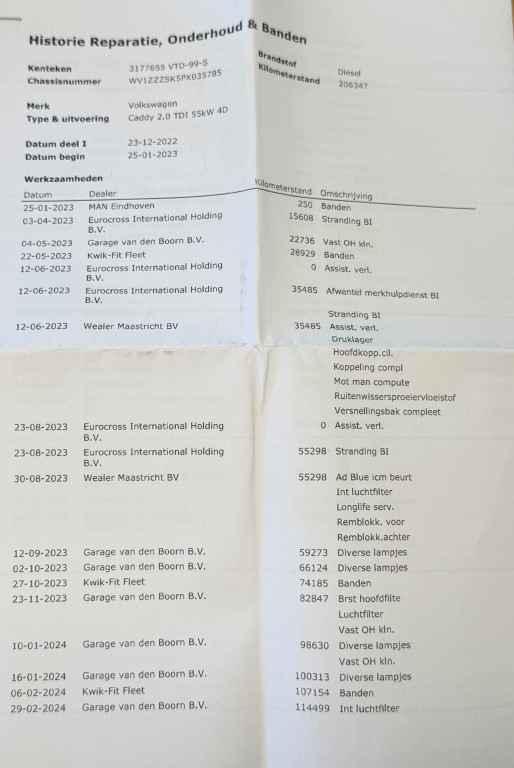 Historie Reparatie, Onderhoud & Banden
Kenteken 3177655 VTD-99-S Brandstof Diesel
Chassisnummer WV1ZZZSK5PX035785 Kilometerstand 206347
Merk Volkswagen
Type & uitvoering Caddy 2.0 TDI 55kW 4D
Datum deel I 23-12-2022
Datum begin 25-01-2023
Werkzaamheden
Datum Dealer Kilometerstand Omschrijving
25-01-2023 MAN Eindhoven 250 Banden
03-04-2023 Eurocross International Holding B.V. 15608 Stranding BI
04-05-2023 Garage van den Boorn B.V. 22736 Vast OH kln.
22-05-2023 Kwik-Fit Fleet 28929 Banden
12-06-2023 Eurocross International Holding B.V. 0 Assist. verl.
12-06-2023 Eurocross International Holding B.V. 35485 Afwentel merkhulpdienst BI
Stranding BI
12-06-2023 Wealer Maastricht BV 35485 Assist. verl.
Druklager
Hoofdkopp.cil.
Koppeling compl
Mot man compute
Ruitenwissersproeiervloeistof
Versnellingsbak compleet
23-08-2023 Eurocross International Holding B.V. 0 Assist. verl.
23-08-2023 Eurocross International Holding B.V. 55298 Stranding BI
30-08-2023 Wealer Maastricht BV 55298 Ad Blue icm beurt
Int luchtfilter
Longlife serv.
Remblokk. voor
Remblokk.achter
12-09-2023 Garage van den Boorn B.V. 59273 Diverse lampjes
02-10-2023 Garage van den Boorn B.V. 66124 Diverse lampjes
27-10-2023 Kwik-Fit Fleet 74185 Banden
23-11-2023 Garage van den Boorn B.V. 82847 Brst hoofdfilte
Luchtfilter
Vast OH kln.
10-01-2024 Garage van den Boorn B.V. 98630 Diverse lampjes
Vast OH kln.
16-01-2024 Garage van den Boorn B.V. 100313 Diverse lampjes
06-02-2024 Kwik-Fit Fleet 107154 Banden
29-02-2024 Garage van den Boorn B.V. 114499 Int luchtfilter